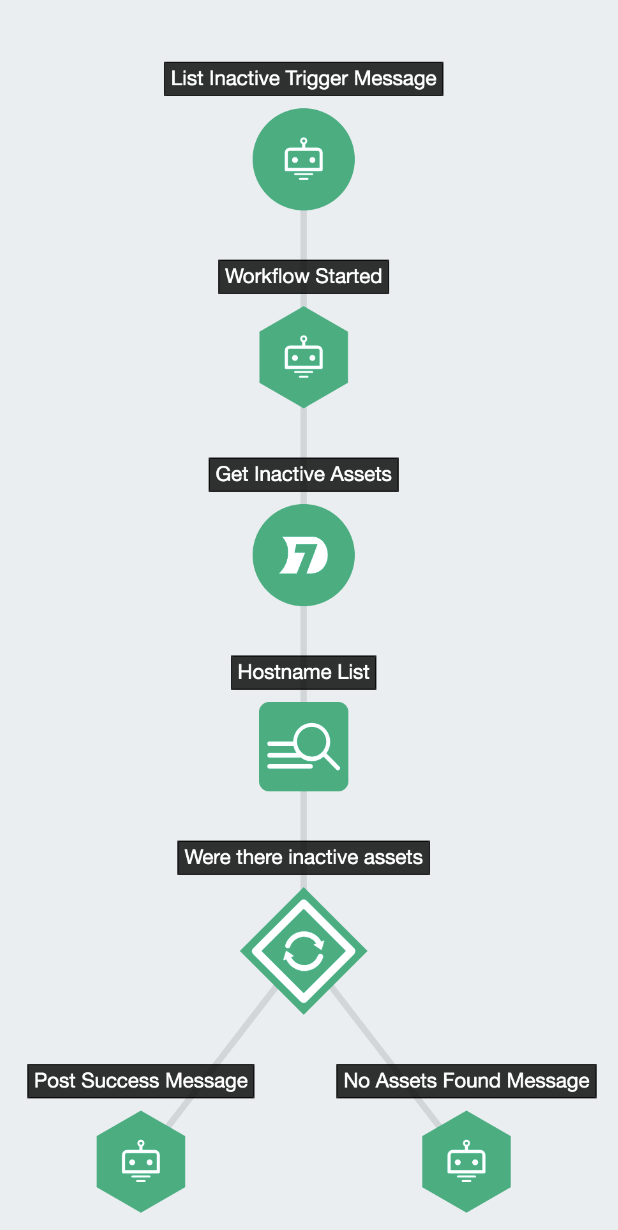 List Inactive Trigger Message
Workflow Started
Get Inactive Assets
Hostname List
Were there inactive assets
Post Success Message
No Assets Found Message